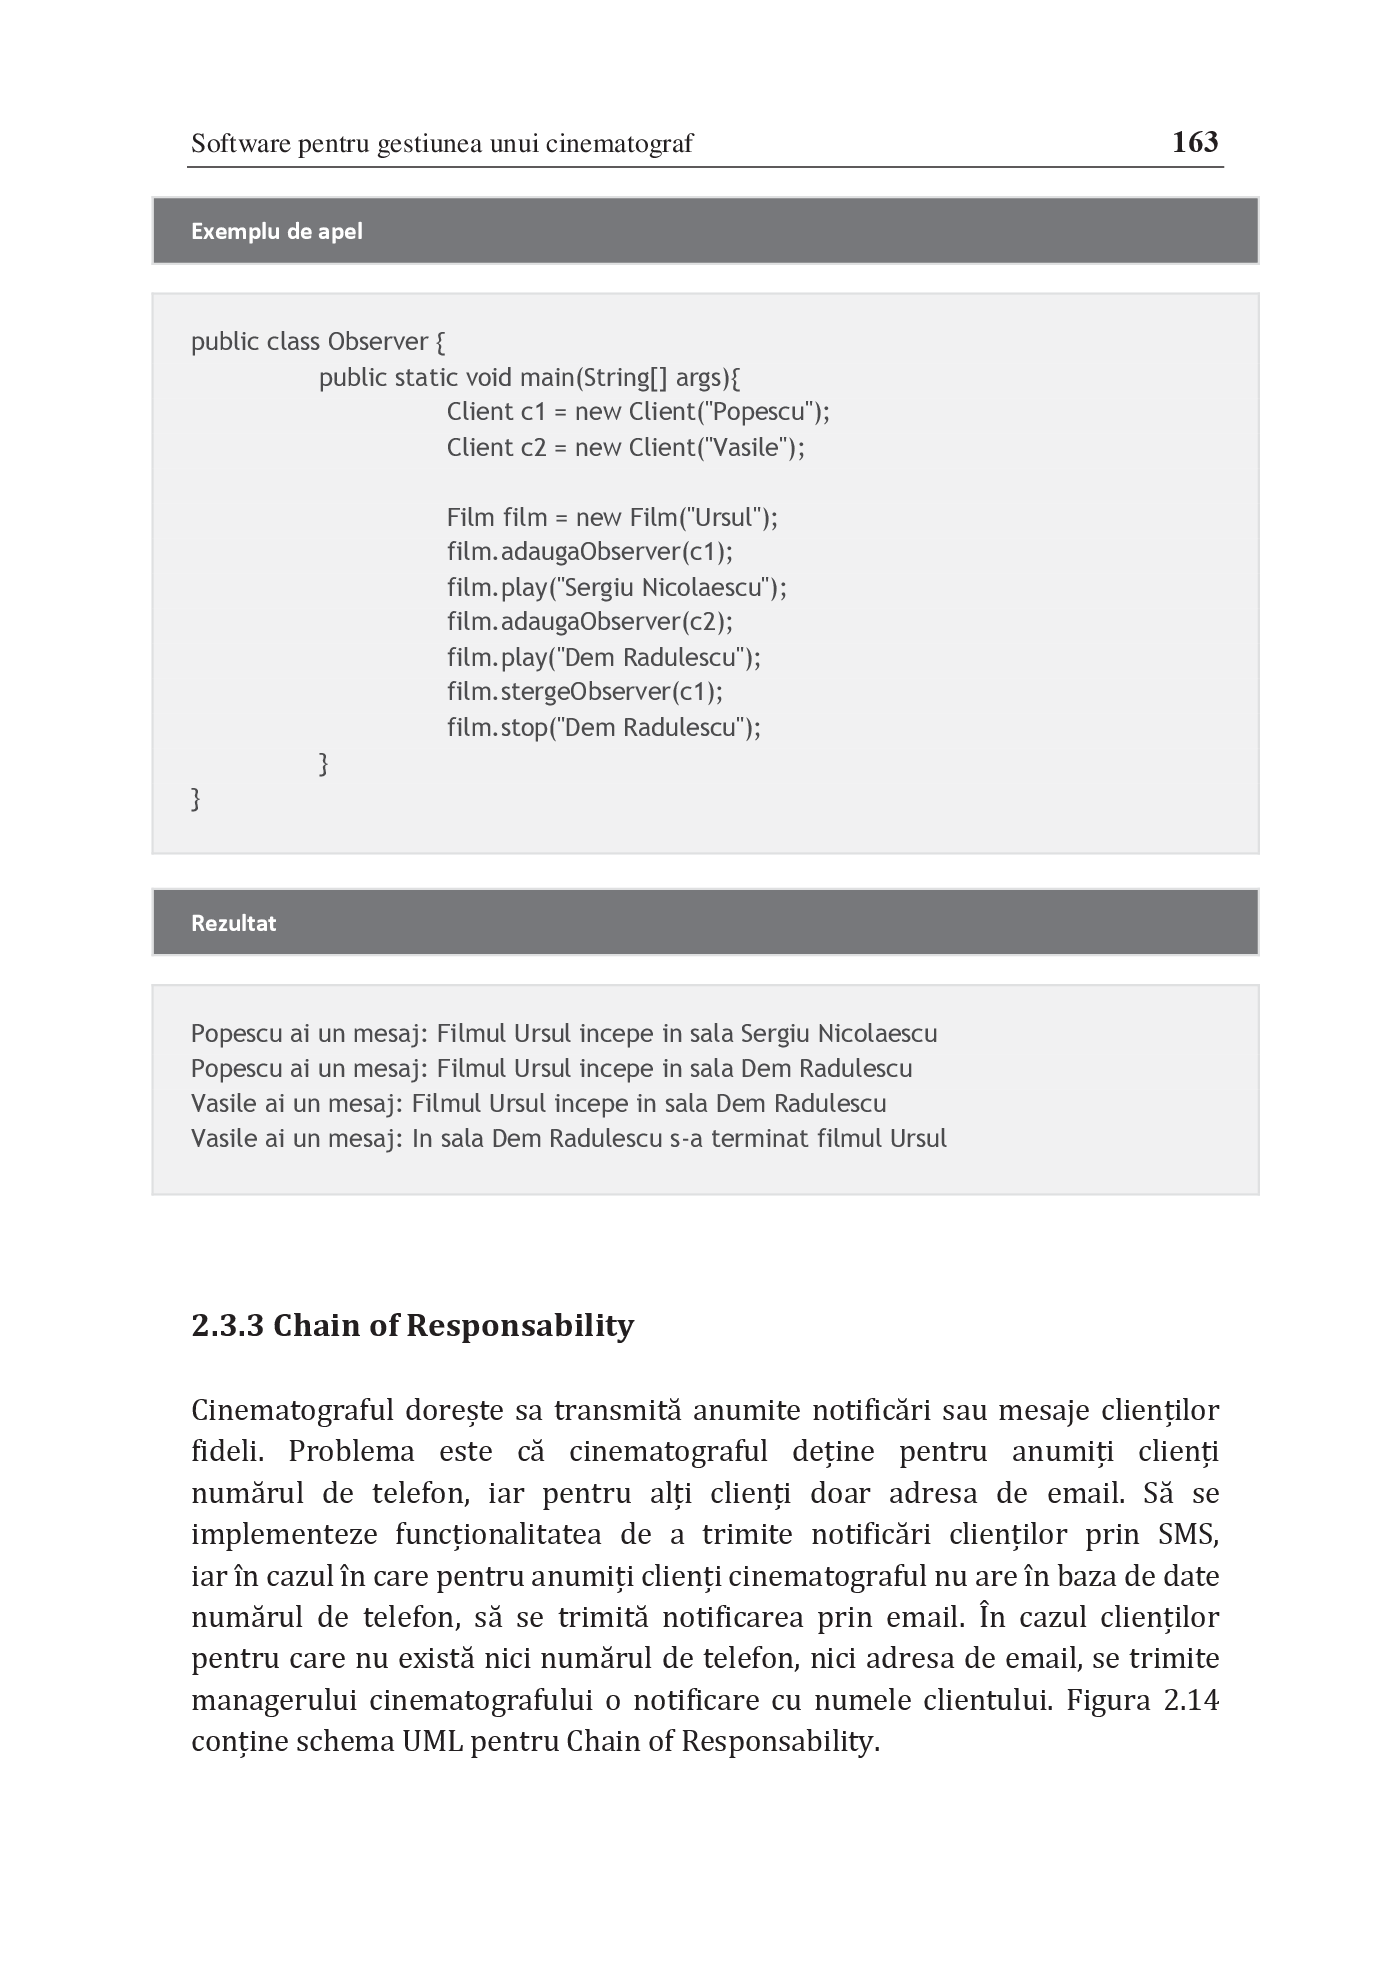 Software pentru gestiunea unui cinematograf 163
Exemplu de apel
public class Observer {
public static void main(String[] args){
Client c1 = new Client("Popescu");
Client c2 = new Client("Vasile");
Film film = new Film("Ursul");
film.adaugaObserver(c1);
film.play("Sergiu Nicolaescu");
film.adaugaObserver(c2);
film.play("Dem Radulescu");
film.stergeObserver(c1);
film.stop("Dem Radulescu");
}
}
Rezultat
Popescu ai un mesaj: Filmul Ursul incepe in sala Sergiu Nicolaescu
Popescu ai un mesaj: Filmul Ursul incepe in sala Dem Radulescu
Vasile ai un mesaj: Filmul Ursul incepe in sala Dem Radulescu
Vasile ai un mesaj: In sala Dem Radulescu s-a terminat filmul Ursul
2.3.3 Chain of Responsability
Cinematograful dorește sa transmită anumite notificări sau mesaje clienților
fideli. Problema este că cinematograful deține pentru anumiți clienți
numărul de telefon, iar pentru alți clienți doar adresa de email. Să se
implementeze funcționalitatea de a trimite notificări clienților prin SMS,
iar în cazul în care pentru anumiți clienți cinematograful nu are în baza de date
numărul de telefon, să se trimită notificarea prin email. În cazul clienților
pentru care nu există nici numărul de telefon, nici adresa de email, se trimite
managerului cinematografului o notificare cu numele clientului. Figura 2.14
conține schema UML pentru Chain of Responsability.